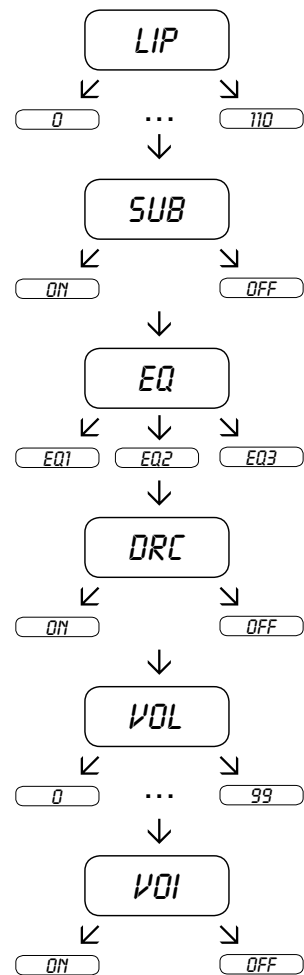 LIP
0 ... 110
SUB
ON OFF
EQ
EQ1 EQ2 EQ3
DRC
ON OFF
VOL
0 ... 99
VOI
ON OFF